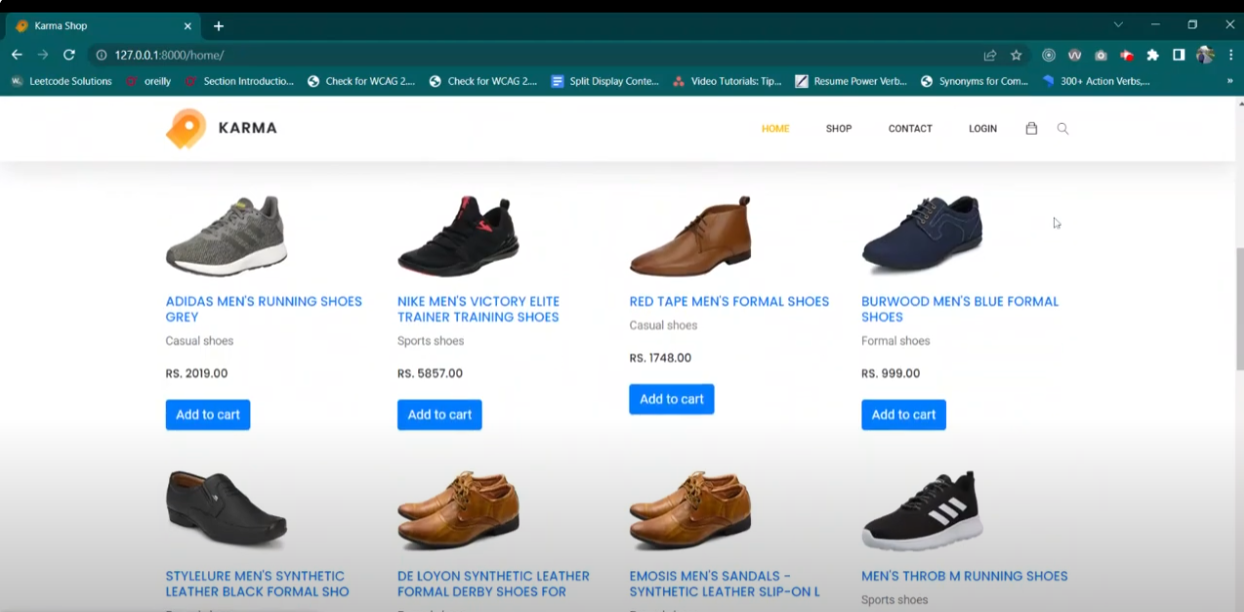 Karma Shop
127.0.0.1:8000/home/
Leetcode Solutions
oreilly
Section Introductio...
Check for WCAG 2....
Check for WCAG 2....
Split Display Conte...
Video Tutorials: Tip...
Resume Power Verb...
Synonyms for Com...
300+ Action Verbs,...
»
KARMA
HOME
SHOP
CONTACT
LOGIN
ADIDAS MEN'S RUNNING SHOES
GREY
Casual shoes
RS. 2019.00
Add to cart
NIKE MEN'S VICTORY ELITE
TRAINER TRAINING SHOES
Sports shoes
RS. 5857.00
Add to cart
RED TAPE MEN'S FORMAL SHOES
Casual shoes
RS. 1748.00
Add to cart
BURWOOD MEN'S BLUE FORMAL
SHOES
Formal shoes
RS. 999.00
Add to cart
STYLELURE MEN'S SYNTHETIC
LEATHER BLACK FORMAL SHO
DE LOYON SYNTHETIC LEATHER
FORMAL DERBY SHOES FOR
EMOSIS MEN'S SANDALS -
SYNTHETIC LEATHER SLIP-ON L
MEN'S THROB M RUNNING SHOES
Sports shoes